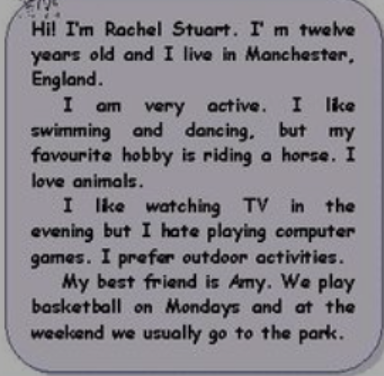 Hi! I'm Rachel Stuart. I' m twelve
years old and I live in Manchester,
England.
I am very active. I like
swimming and dancing, but my
favourite hobby is riding a horse. I
love animals.
I like watching TV in the
evening but I hate playing computer
games. I prefer outdoor activities.
My best friend is Amy. We play
basketball on Mondays and at the
weekend we usually go to the park.